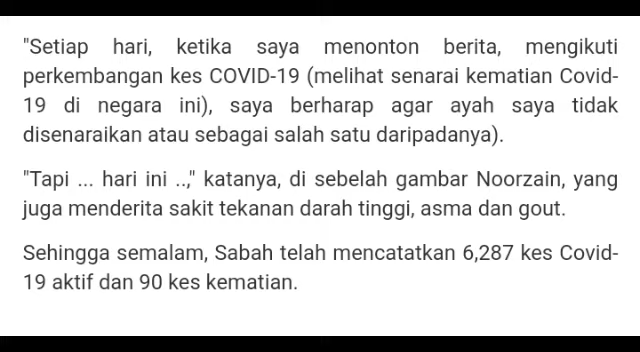 "Setiap hari, ketika saya menonton berita, mengikuti
perkembangan kes COVID-19 (melihat senarai kematian Covid-
19 di negara ini), saya berharap agar ayah saya tidak
disenaraikan atau sebagai salah satu daripadanya).
"Tapi ... hari ini ..," katanya, di sebelah gambar Noorzain, yang
juga menderita sakit tekanan darah tinggi, asma dan gout.
Sehingga semalam, Sabah telah mencatatkan 6,287 kes Covid-
19 aktif dan 90 kes kematian.